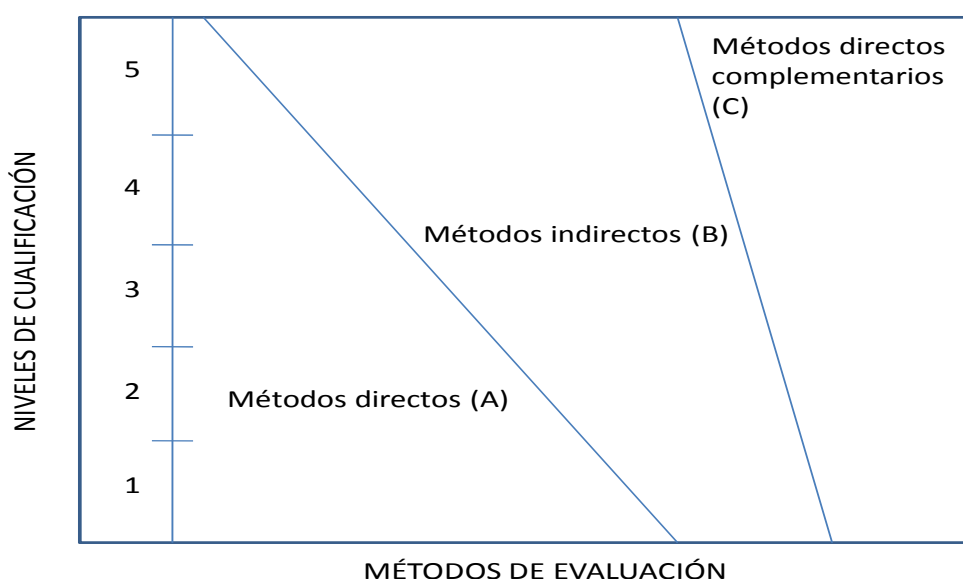 NIVELES DE CUALIFICACIÓN
5
4
3
2
1
Métodos directos
complementarios
(C)
Métodos indirectos (B)
Métodos directos (A)
MÉTODOS DE EVALUACIÓN